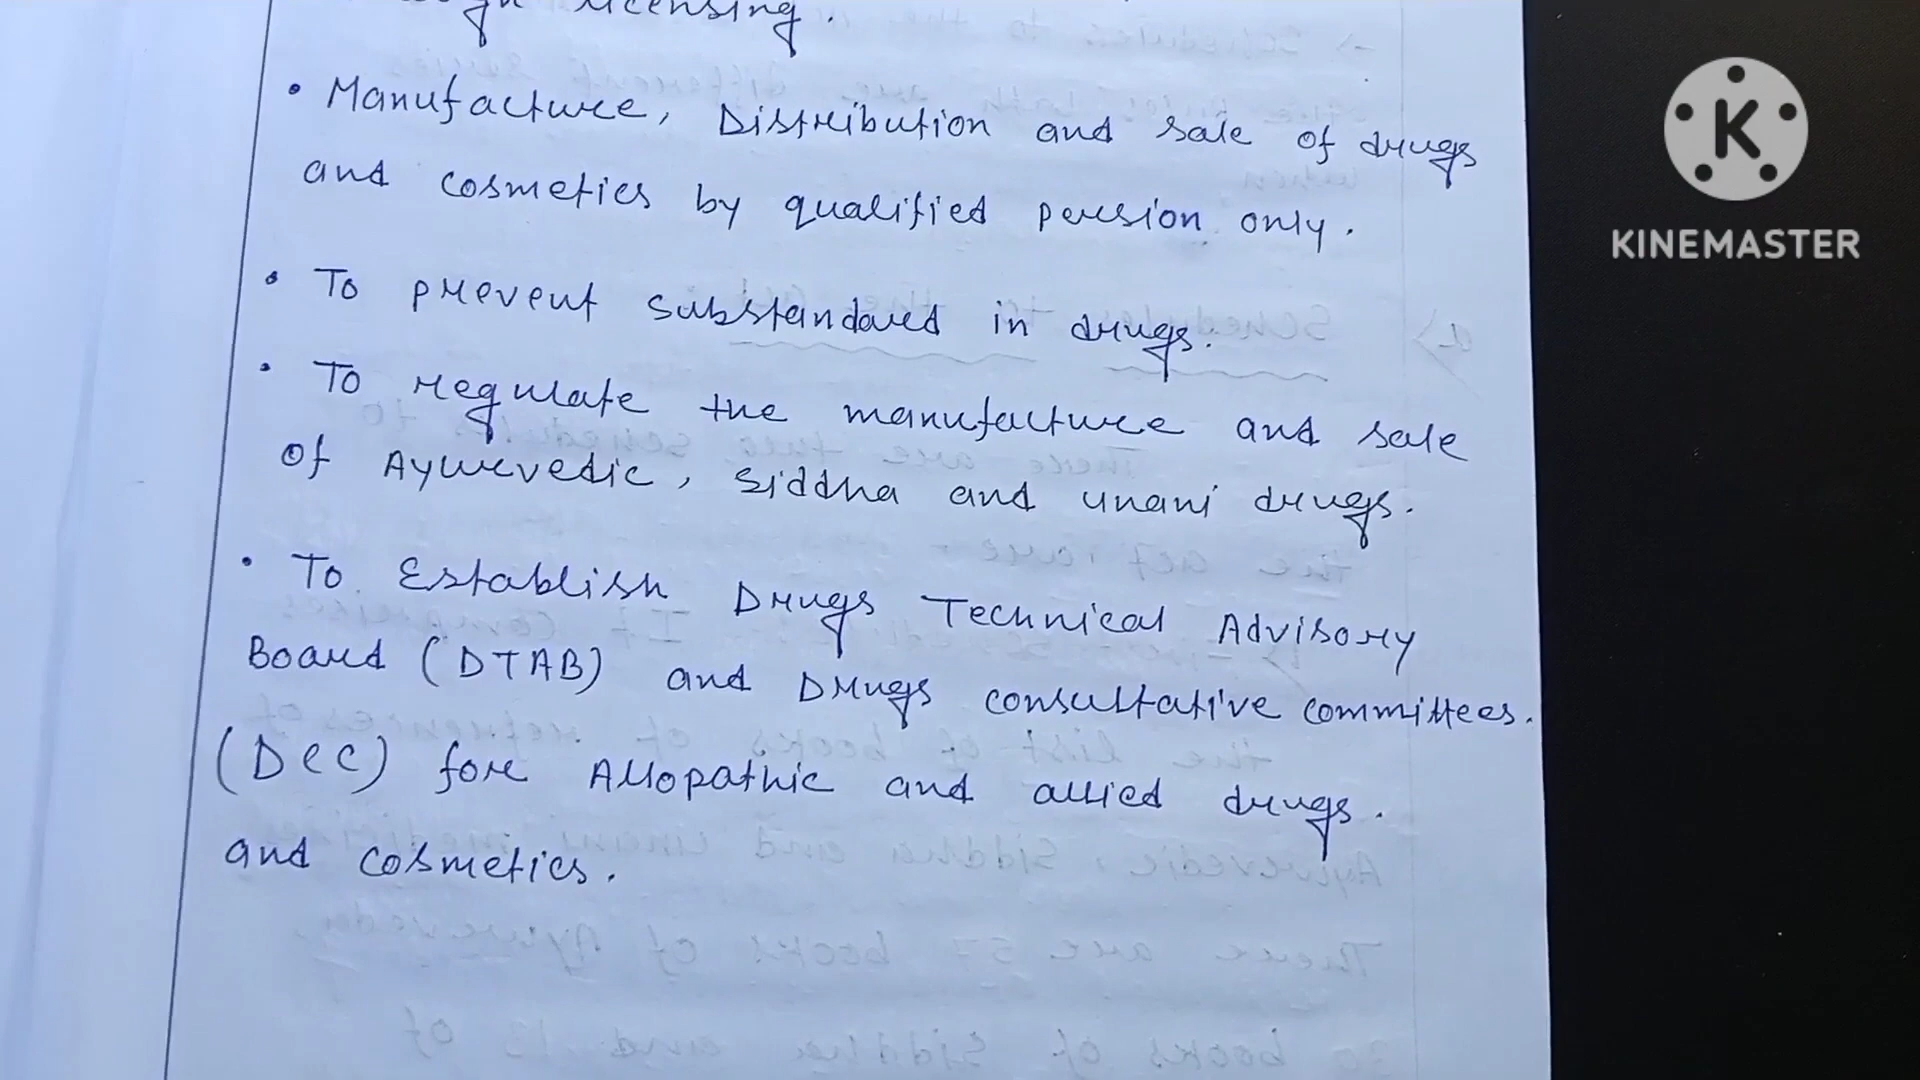 licensing.
• Manufacture, Distribution and sale of drugs
and cosmetics by qualified persion only.
• To prevent substandard in drugs.
• To regulate the manufacture and sale
of Ayurvedic, Siddha and unani drugs.
• To Establish Drugs Technical Advisory
Board (DTAB) and Drugs consultative committees.
(DCC) for Allopathic and allied drugs.
and cosmetics.
K
KINEMASTER